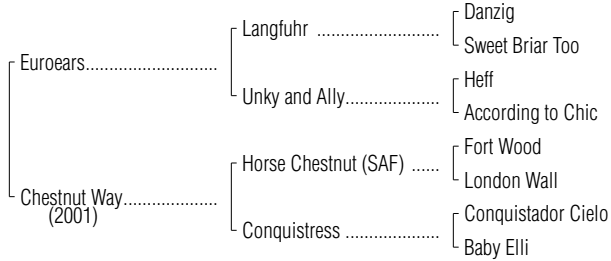 Danzig
Langfuhr ........................
Sweet Briar Too
Euroears..........................
Heff
Unky and Ally...................
According to Chic
Fort Wood
Horse Chestnut (SAF) ......
London Wall
Chestnut Way..................
(2001)
Conquistador Cielo
Conquistress ...................
Baby Elli